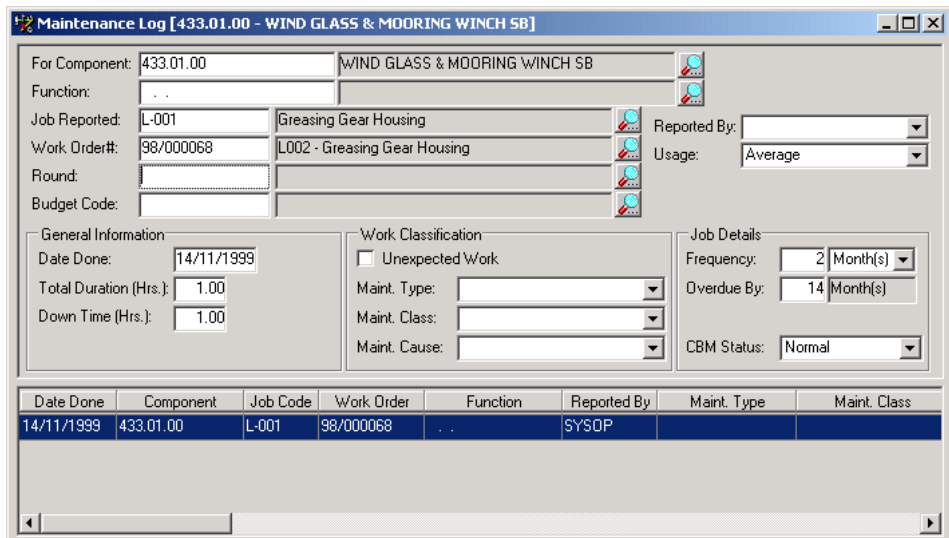 Maintenance Log [433.01.00 - WIND GLASS & MOORING WINCH SB]
For Component: 433.01.00 WIND GLASS & MOORING WINCH SB
Function: . .
Job Reported: L-001 Greasing Gear Housing Reported By:
Work Order#: 98/000068 L002 - Greasing Gear Housing Usage: Average
Round:
Budget Code:
General Information Work Classification Job Details
Date Done: 14/11/1999 Unexpected Work Frequency: 2 Month(s)
Total Duration (Hrs.): 1.00 Maint. Type: Overdue By: 14 Month(s)
Down Time (Hrs.): 1.00 Maint. Class:
Maint. Cause: CBM Status: Normal
Date Done Component Job Code Work Order Function Reported By Maint. Type Maint. Class
14/11/1999 433.01.00 L-001 98/000068 . . SYSOP